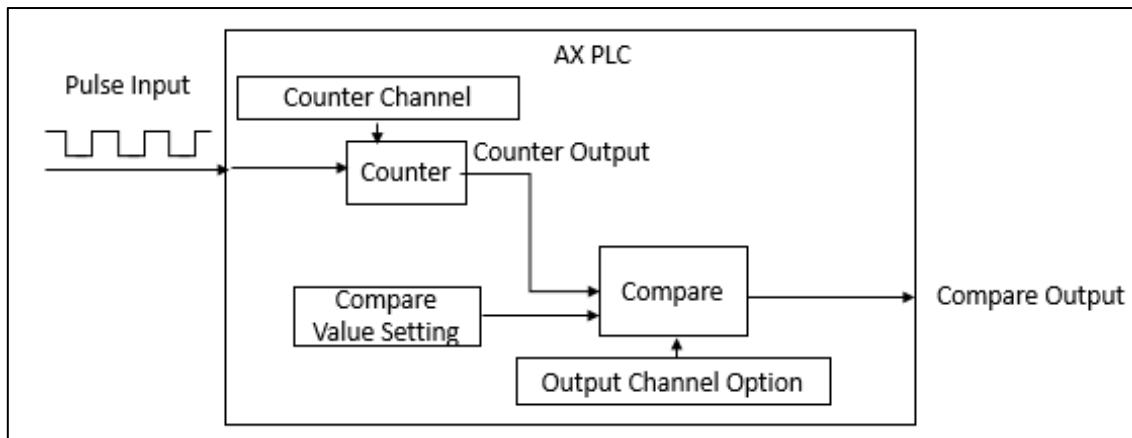 AX PLC
Pulse Input
Counter Channel
Counter Output
Counter
Compare
Compare
Value Setting
Compare Output
Output Channel Option